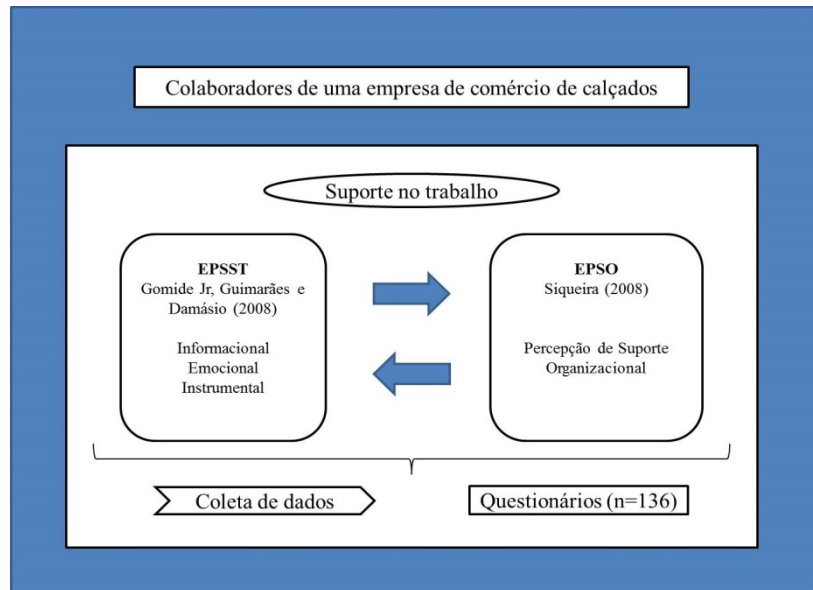 Colaboradores de uma empresa de comércio de calçados
Suporte no trabalho
EPSST
Gomide Jr, Guimarães e
Damásio (2008)
Informacional
Emocional
Instrumental
EPSO
Siqueira (2008)
Percepção de Suporte
Organizacional
Coleta de dados
Questionários (n=136)